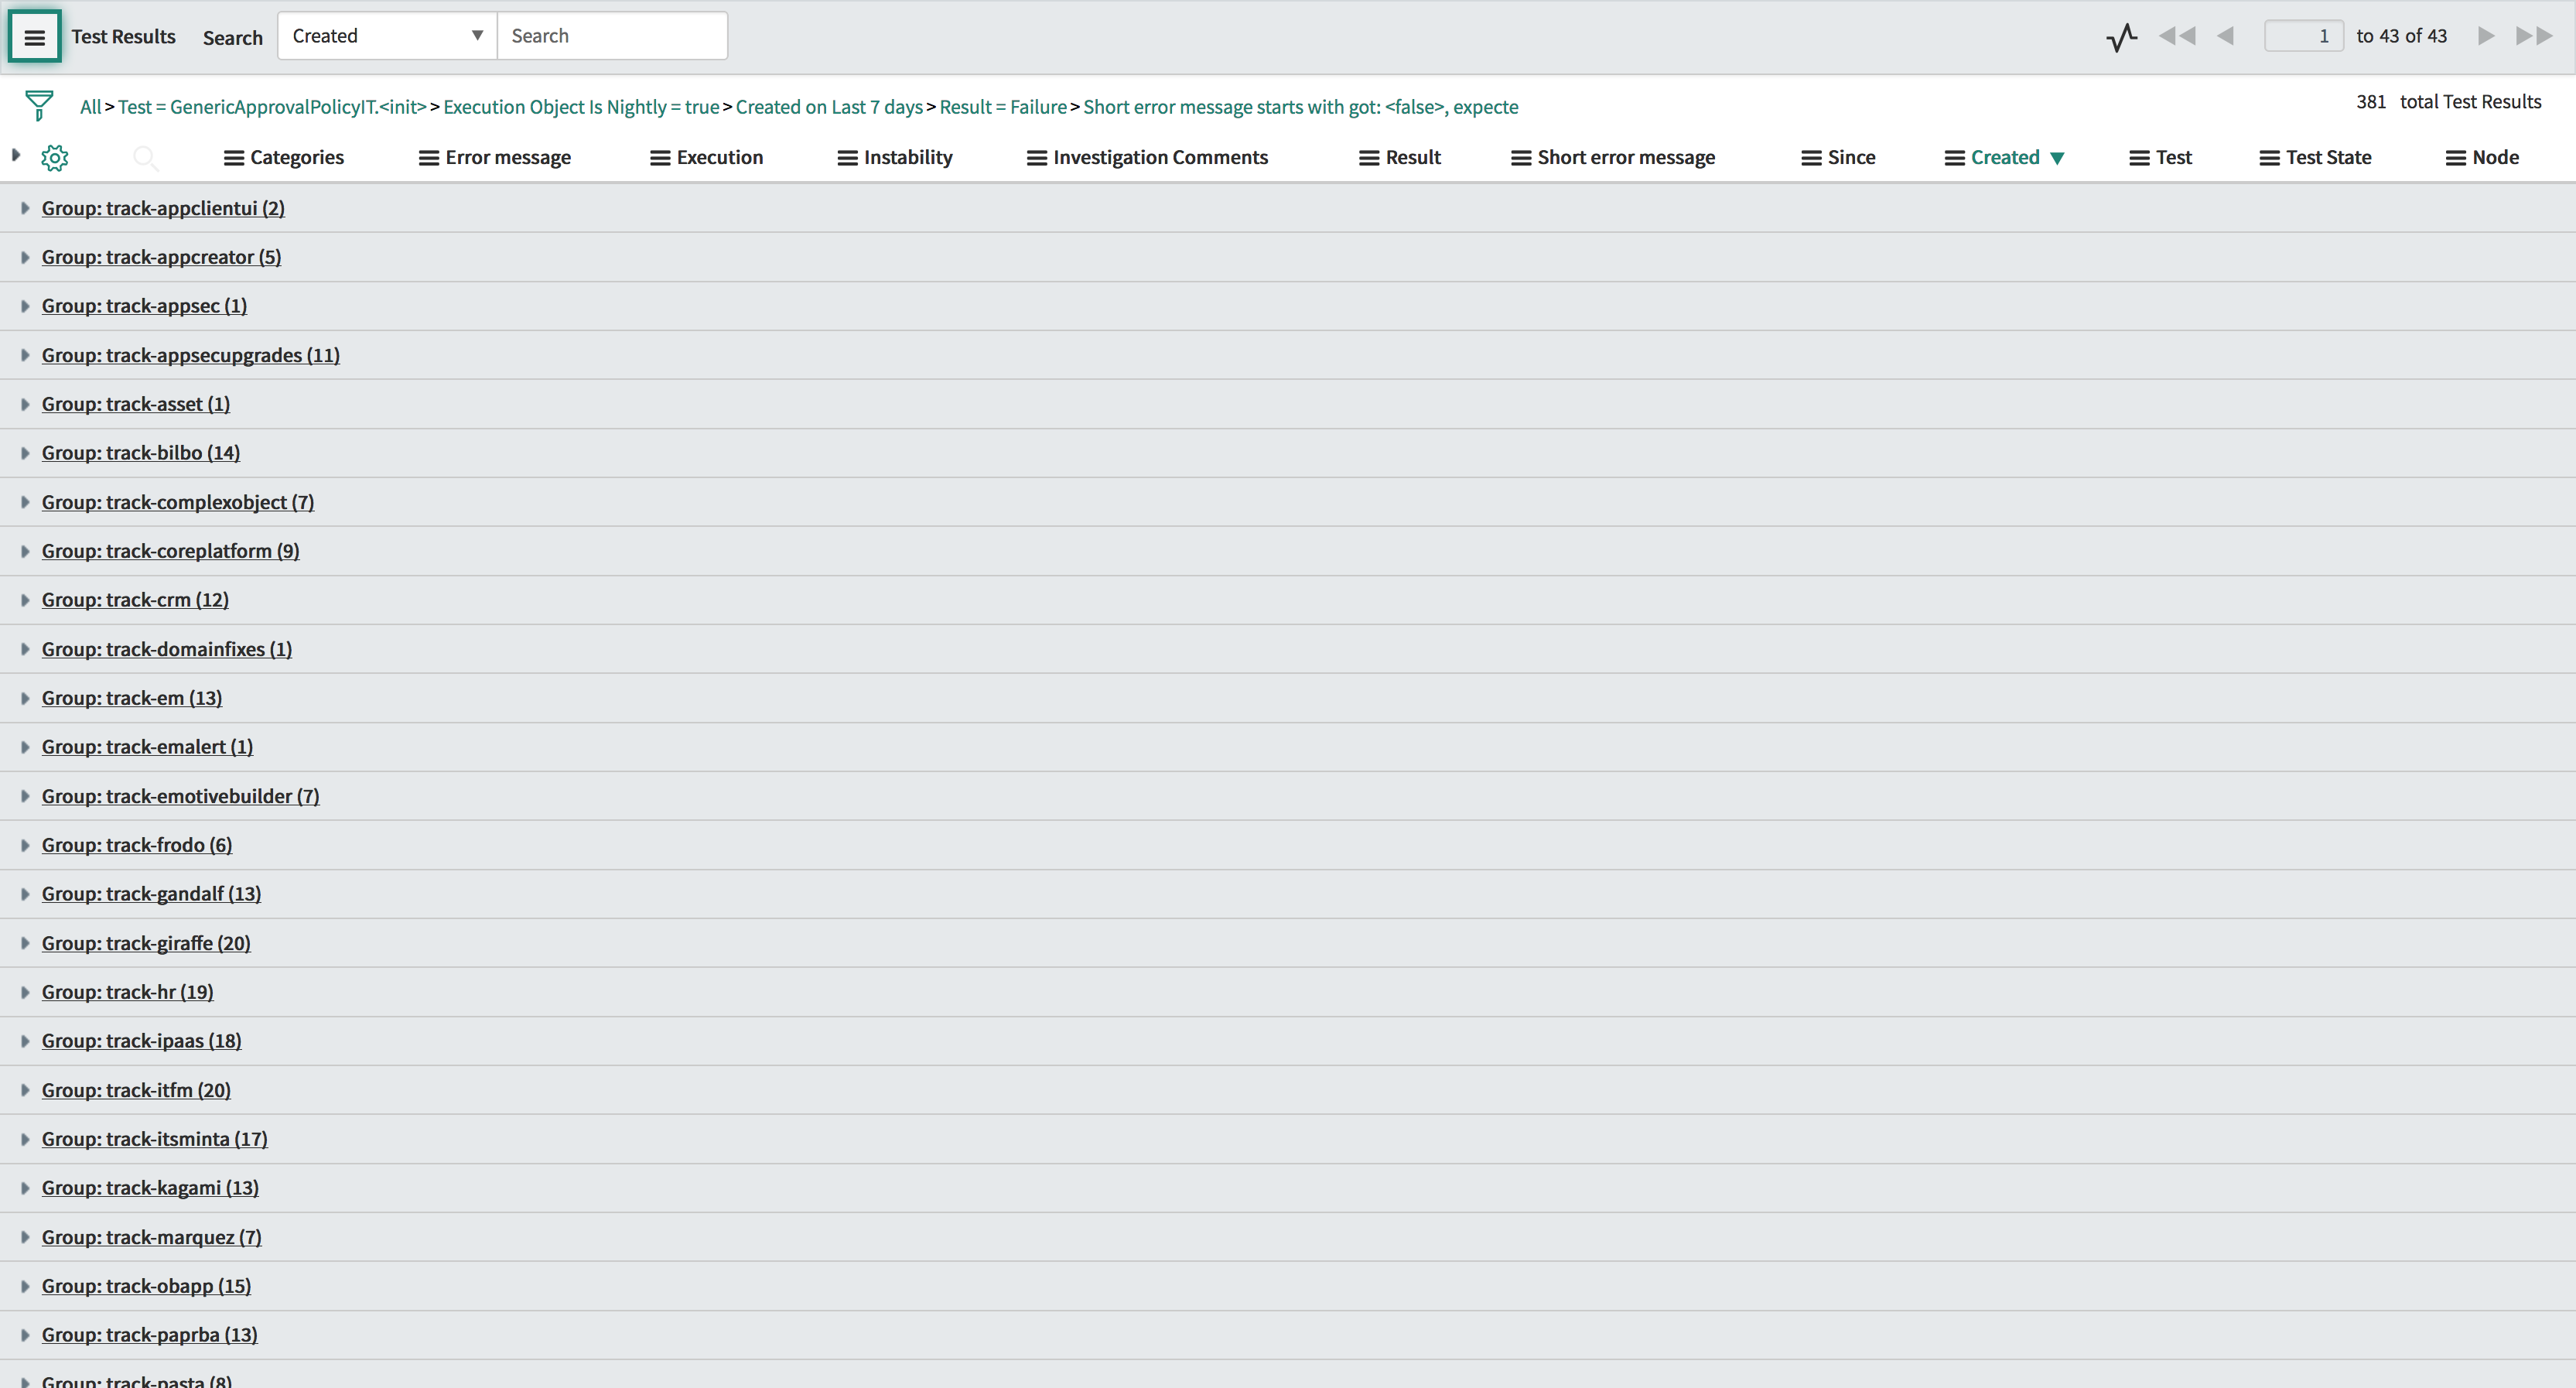 Test Results Search Created Search 1 to 43 of 43
All > Test = GenericApprovalPolicyIT.<init> > Execution Object Is Nightly = true > Created on Last 7 days > Result = Failure > Short error message starts with got: <false>, expecte 381 total Test Results
Categories Error message Execution Instability Investigation Comments Result Short error message Since Created Test Test State Node
Group: track-appclientui (2)
Group: track-appcreator (5)
Group: track-appsec (1)
Group: track-appsecupgrades (11)
Group: track-asset (1)
Group: track-bilbo (14)
Group: track-complexobject (7)
Group: track-coreplatform (9)
Group: track-crm (12)
Group: track-domainfixes (1)
Group: track-em (13)
Group: track-emalert (1)
Group: track-emotivebuilder (7)
Group: track-frodo (6)
Group: track-gandalf (13)
Group: track-giraffe (20)
Group: track-hr (19)
Group: track-ipaas (18)
Group: track-itfm (20)
Group: track-itsminta (17)
Group: track-kagami (13)
Group: track-marquez (7)
Group: track-obapp (15)
Group: track-paprba (13)
Group: track-pasta (8)